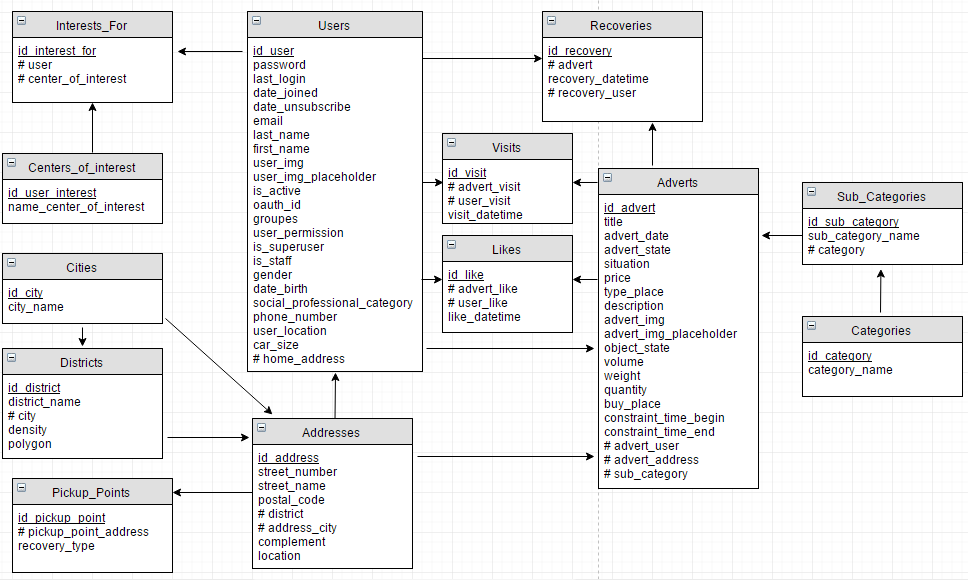 Interests_For
id_interest_for
# user
# center_of_interest
Centers_of_interest
id_user_interest
name_center_of_interest
Cities
id_city
city_name
Districts
id_district
district_name
# city
density
polygon
Pickup_Points
id_pickup_point
# pickup_point_address
recovery_type
Users
id_user
password
last_login
date_joined
date_unsubscribe
email
last_name
first_name
user_img
user_img_placeholder
is_active
oauth_id
groupes
user_permission
is_superuser
is_staff
gender
date_birth
social_professional_category
phone_number
user_location
car_size
# home_address
Addresses
id_address
street_number
street_name
postal_code
# district
# address_city
complement
location
Recoveries
id_recovery
# advert
recovery_datetime
# recovery_user
Visits
id_visit
# advert_visit
# user_visit
visit_datetime
Likes
id_like
# advert_like
# user_like
like_datetime
Adverts
id_advert
title
advert_date
advert_state
situation
price
type_place
description
advert_img
advert_img_placeholder
object_state
volume
weight
quantity
buy_place
constraint_time_begin
constraint_time_end
# advert_user
# advert_address
# sub_category
Sub_Categories
id_sub_category
sub_category_name
# category
Categories
id_category
category_name